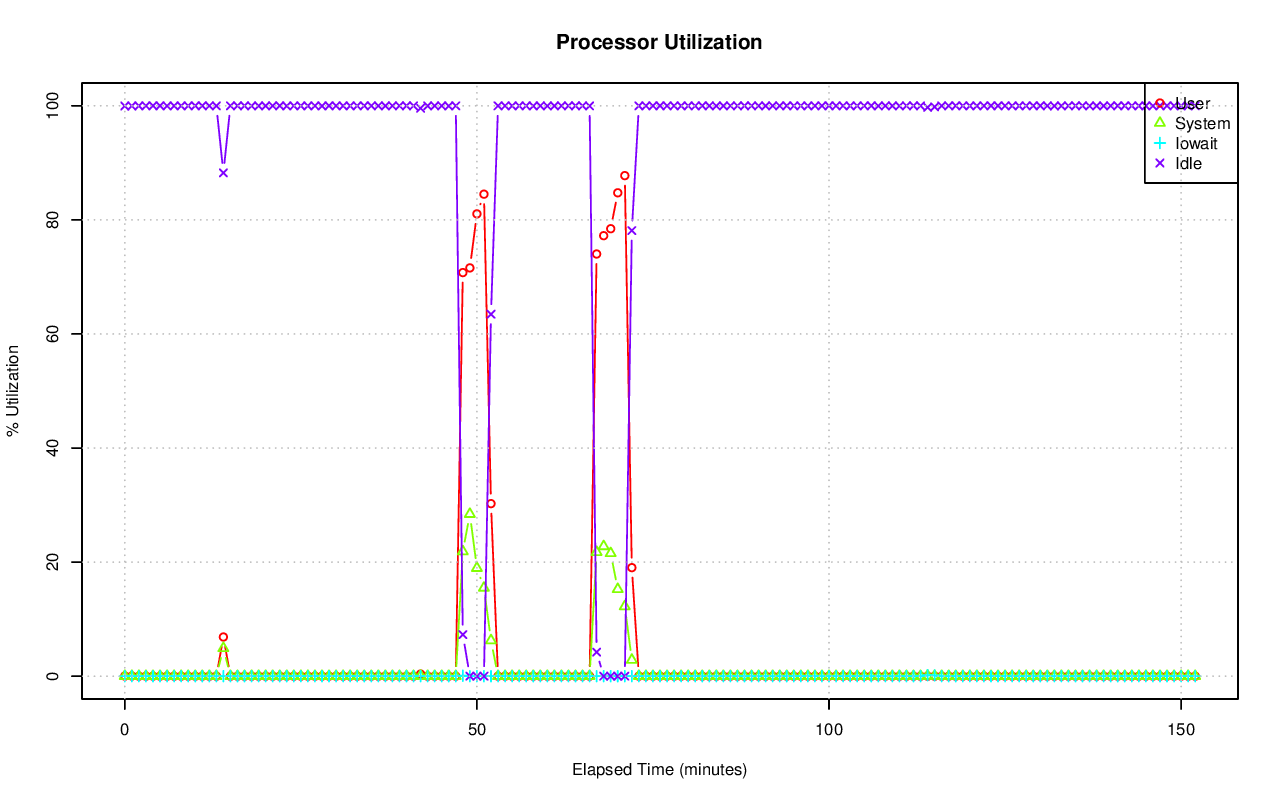 Processor Utilization
% Utilization
100
80
60
40
20
0
User
System
Iowait
Idle
0 50 100 150
Elapsed Time (minutes)